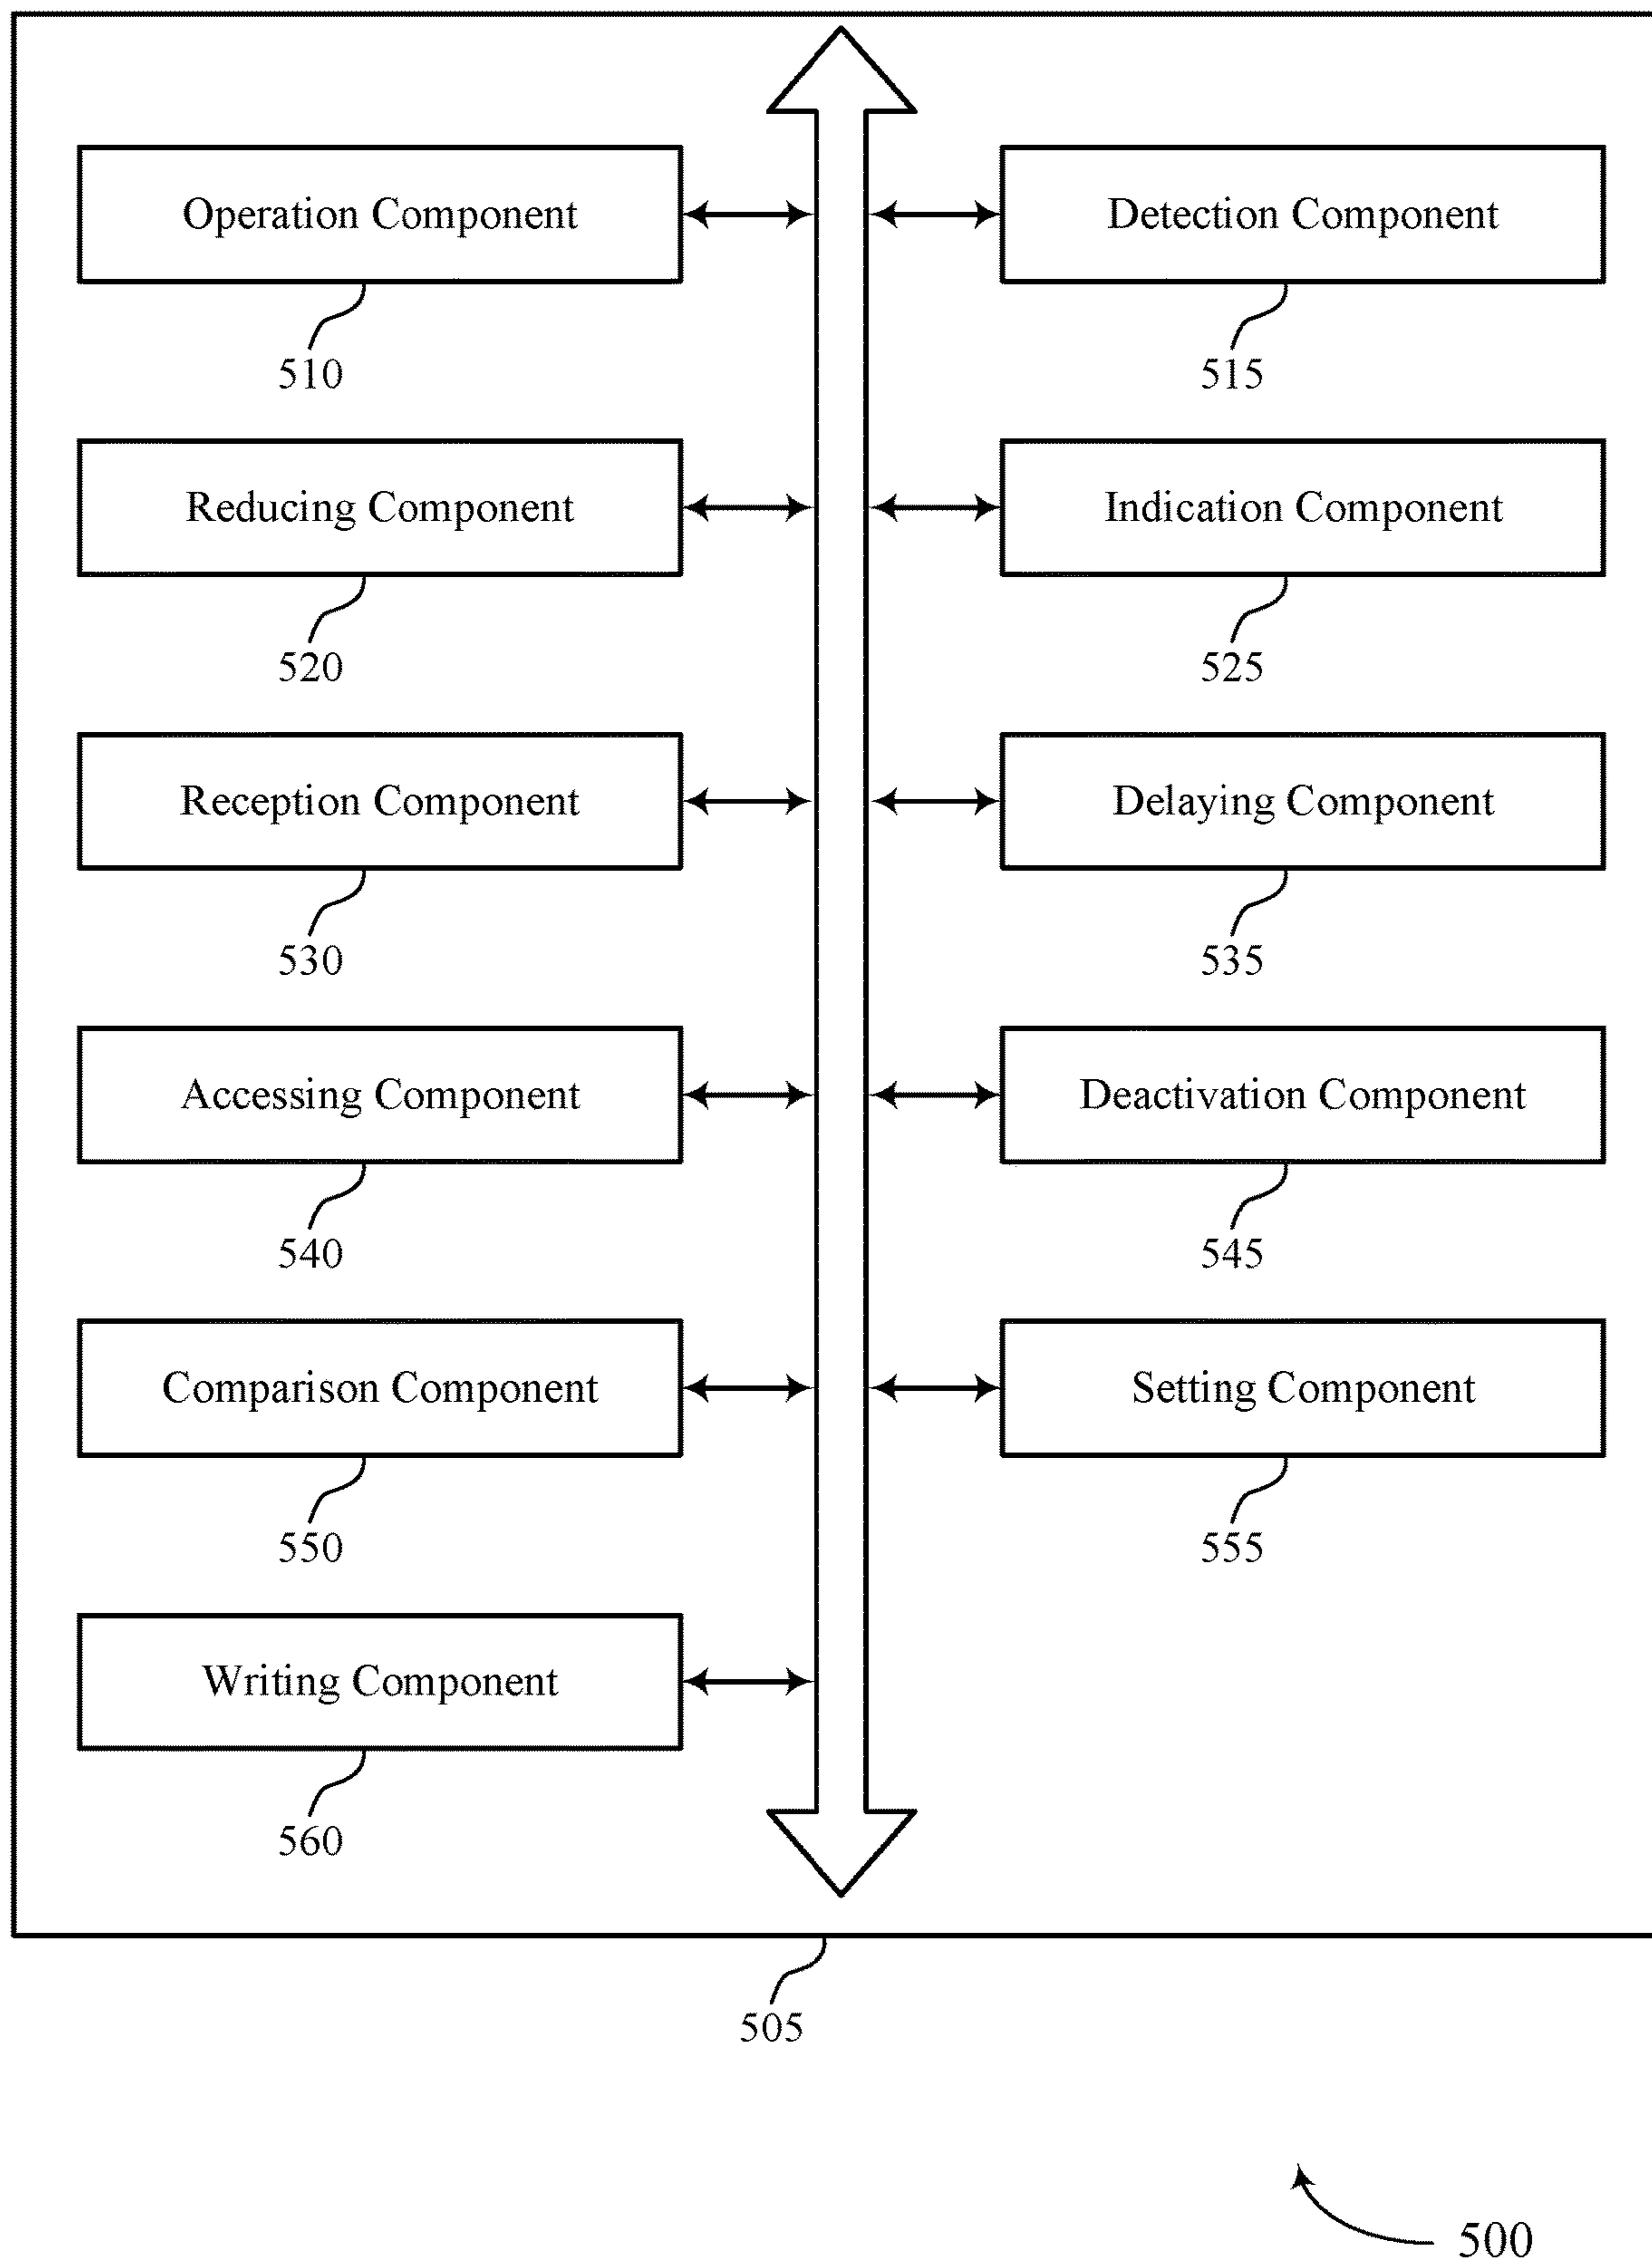 Operation Component
Detection Component
510
515
Reducing Component
Indication Component
520
525
Reception Component
Delaying Component
530
535
Accessing Component
Deactivation Component
540
545
Comparison Component
Setting Component
550
555
Writing Component
560
505
500